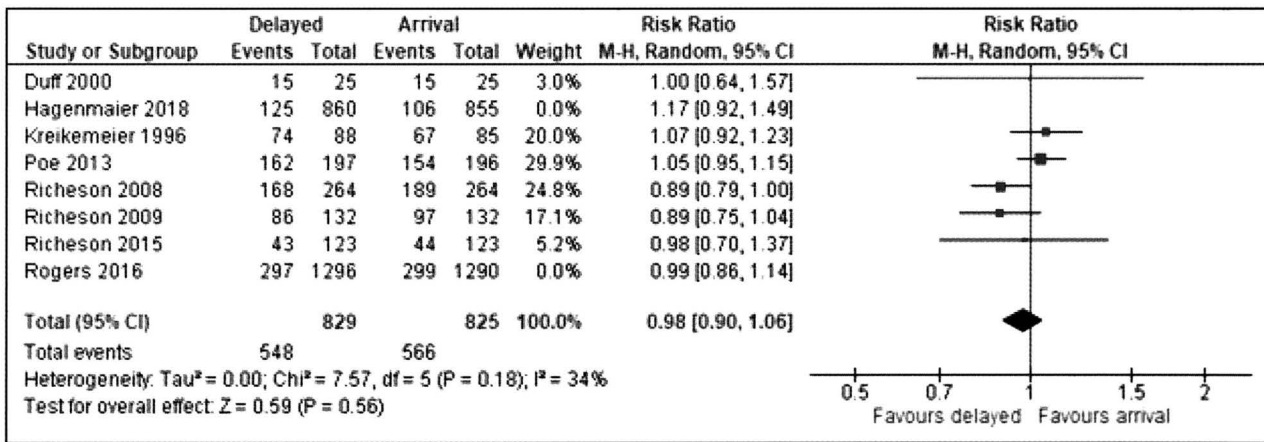 Delayed Arrival Risk Ratio Risk Ratio
Study or Subgroup Events Total Events Total Weight M-H, Random, 95% CI M-H, Random, 95% CI
Duff 2000 15 25 15 25 3.0% 1.00 [0.64, 1.57]
Hagenmaier 2018 125 860 106 855 0.0% 1.17 [0.92, 1.49]
Kreikemeier 1996 74 88 67 85 20.0% 1.07 [0.92, 1.23]
Poe 2013 162 197 154 196 29.9% 1.05 [0.95, 1.15]
Richeson 2008 168 264 189 264 24.8% 0.89 [0.79, 1.00]
Richeson 2009 86 132 97 132 17.1% 0.89 [0.75, 1.04]
Richeson 2015 43 123 44 123 5.2% 0.98 [0.70, 1.37]
Rogers 2016 297 1296 299 1290 0.0% 0.99 [0.86, 1.14]
Total (95% CI) 829 825 100.0% 0.98 [0.90, 1.06]
Total events 548 566
Heterogeneity: Tau² = 0.00; Chi² = 7.57, df = 5 (P = 0.18); I² = 34%
Test for overall effect: Z = 0.59 (P = 0.56)
0.5 0.7 1 1.5 2
Favours delayed Favours arrival